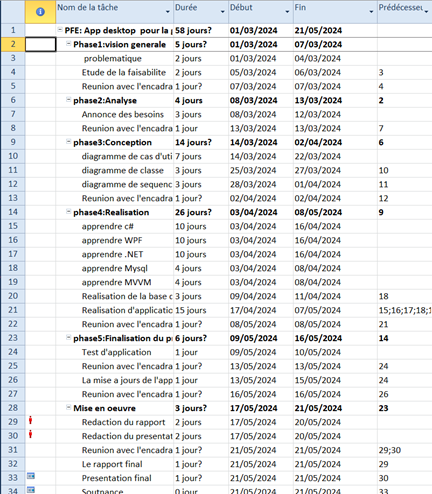 Nom de la tâche Durée Début Fin Prédécesseu
1 PFE: App desktop pour la 58 jours? 01/03/2024 21/05/2024
2 Phase1:vision generale 5 jours? 01/03/2024 07/03/2024
3 problematique 2 jours 01/03/2024 04/03/2024
4 Etude de la faisabilite 2 jours 05/03/2024 06/03/2024 3
5 Reunion avec l'encadra 1 jour? 07/03/2024 07/03/2024 4
6 phase2:Analyse 4 jours 08/03/2024 13/03/2024 2
7 Annonce des besoins 3 jours 08/03/2024 12/03/2024
8 Reunion avec l'encadra 1 jour 13/03/2024 13/03/2024 7
9 phase3:Conception 14 jours? 14/03/2024 02/04/2024 6
10 diagramme de cas d'uti 7 jours 14/03/2024 22/03/2024
11 diagramme de classe 3 jours 25/03/2024 27/03/2024 10
12 diagramme de sequenc 3 jours 28/03/2024 01/04/2024 11
13 Reunion avec l'encadra 1 jour? 02/04/2024 02/04/2024 12
14 phase4:Realisation 26 jours? 03/04/2024 08/05/2024 9
15 apprendre c# 10 jours 03/04/2024 16/04/2024
16 apprendre WPF 10 jours 03/04/2024 16/04/2024
17 apprendre .NET 10 jours 03/04/2024 16/04/2024
18 apprendre Mysql 4 jours 03/04/2024 08/04/2024
19 apprendre MVVM 4 jours 03/04/2024 08/04/2024
20 Realisation de la base c 3 jours 09/04/2024 11/04/2024 18
21 Realisation d'applicatic 15 jours 17/04/2024 07/05/2024 15;16;17;18;1
22 Reunion avec l'encadra 1 jour? 08/05/2024 08/05/2024 21
23 phase5:Finalisation du p 6 jours? 09/05/2024 16/05/2024 14
24 Test d'application 1 jour 09/05/2024 10/05/2024
25 Reunion avec l'encadra 1 jour? 13/05/2024 13/05/2024 24
26 La mise a jours de l'app 1 jour 13/05/2024 15/05/2024 24
27 Reunion avec l'encadra 1 jour? 16/05/2024 16/05/2024 26
28 Mise en oeuvre 3 jours? 17/05/2024 21/05/2024 23
29 Redaction du rapport 2 jours 17/05/2024 20/05/2024
30 Redaction du presentat 2 jours 17/05/2024 20/05/2024
31 Reunion avec l'encadra 1 jour? 21/05/2024 21/05/2024 29;30
32 Le rapport final 1 jour 21/05/2024 21/05/2024 29
33 Presentation final 1 jour? 21/05/2024 21/05/2024 30
34 Soutnance 0 jour 21/05/2024 21/05/2024 33